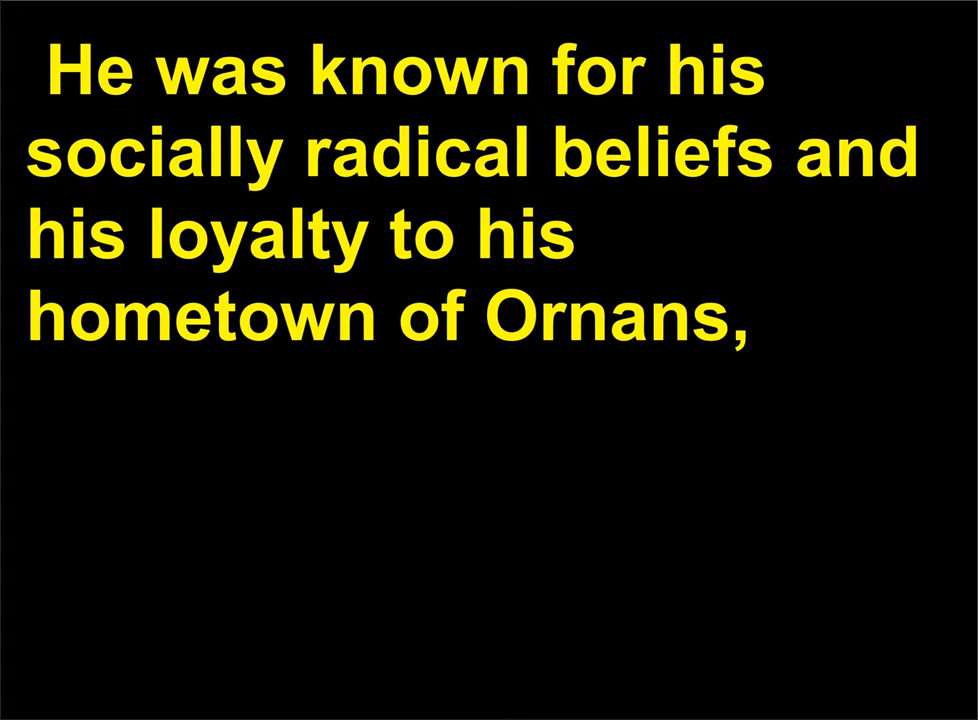 He was known for his
socially radical beliefs and
his loyalty to his
hometown of Ornans,